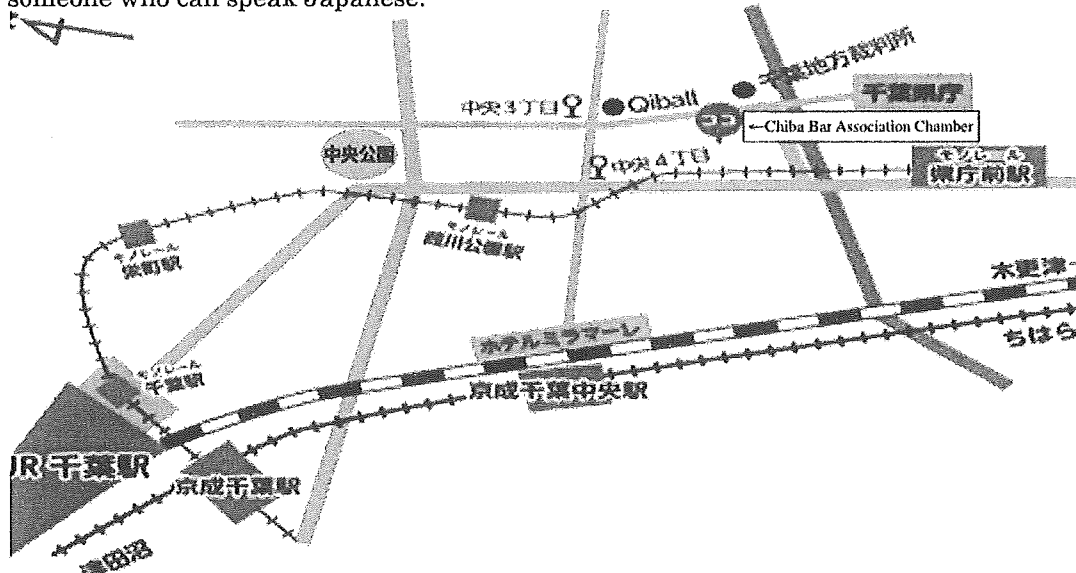 someone who can speak Japanese.
千葉地方裁判所
中央3丁目
Qiball
千葉県庁
←Chiba Bar Association Chamber
中央公園
中央4丁目
モノレール
県庁前駅
モノレール
栄町駅
モノレール
葭川公園駅
木更津
ホテルミラマーレ
ちはら
モノレール
千葉駅
京成千葉中央駅
JR 千葉駅
京成千葉駅
津田沼